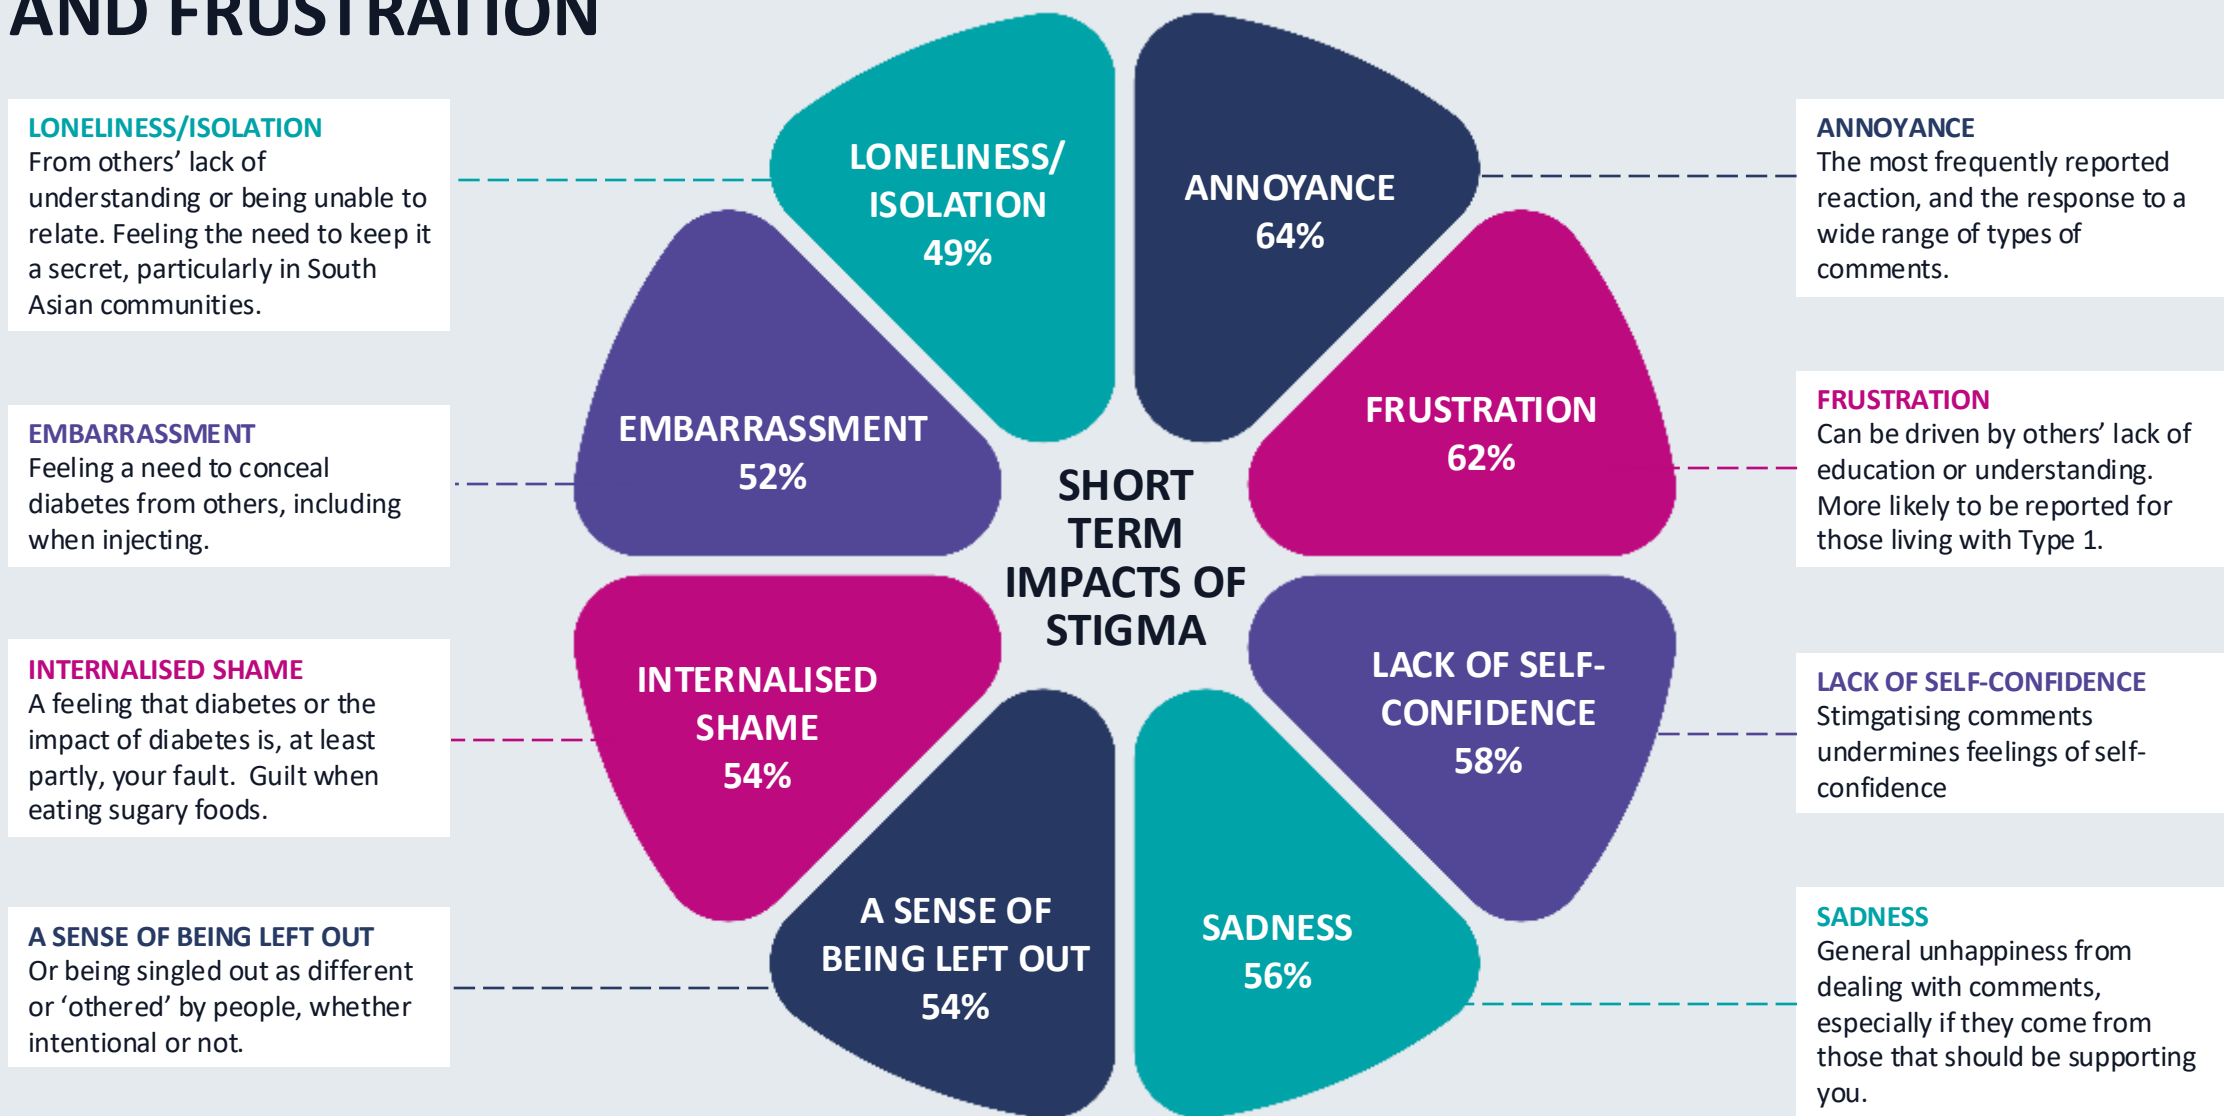 AND FRUSTRATION
LONELINESS/ISOLATION
From others’ lack of
understanding or being unable to
relate. Feeling the need to keep it
a secret, particularly in South
Asian communities.
EMBARRASSMENT
Feeling a need to conceal
diabetes from others, including
when injecting.
INTERNALISED SHAME
A feeling that diabetes or the
impact of diabetes is, at least
partly, your fault.  Guilt when
eating sugary foods.
A SENSE OF BEING LEFT OUT
Or being singled out as different
or ‘othered’ by people, whether
intentional or not.
LONELINESS/
ISOLATION
49%
ANNOYANCE
64%
EMBARRASSMENT
52%
FRUSTRATION
62%
SHORT
TERM
IMPACTS OF
STIGMA
INTERNALISED
SHAME
54%
LACK OF SELF-
CONFIDENCE
58%
A SENSE OF
BEING LEFT OUT
54%
SADNESS
56%
ANNOYANCE
The most frequently reported
reaction, and the response to a
wide range of types of
comments.
FRUSTRATION
Can be driven by others’ lack of
education or understanding.
More likely to be reported for
those living with Type 1.
LACK OF SELF-CONFIDENCE
Stimgatising comments
undermines feelings of self-
confidence
SADNESS
General unhappiness from
dealing with comments,
especially if they come from
those that should be supporting
you.